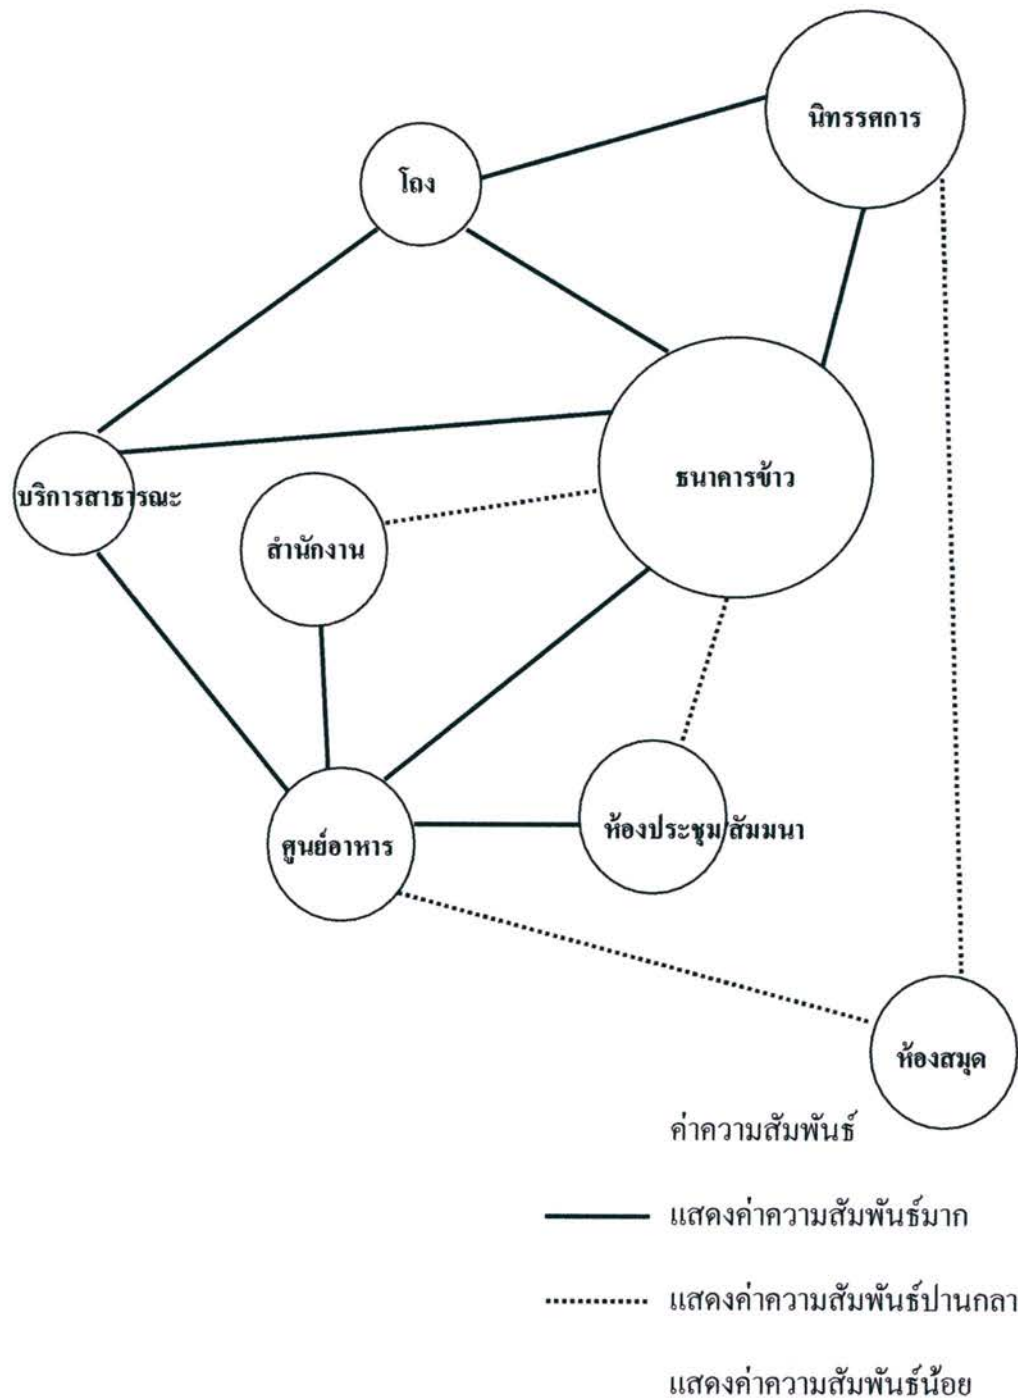 นิทรรศการ
โถง
ธนาคารข้าว
บริการสาธารณะ
สำนักงาน
ห้องประชุม/สัมมนา
ศูนย์อาหาร
ห้องสมุด
ค่าความสัมพันธ์
แสดงค่าความสัมพันธ์มาก
แสดงค่าความสัมพันธ์ปานกลา
แสดงค่าความสัมพันธ์น้อย